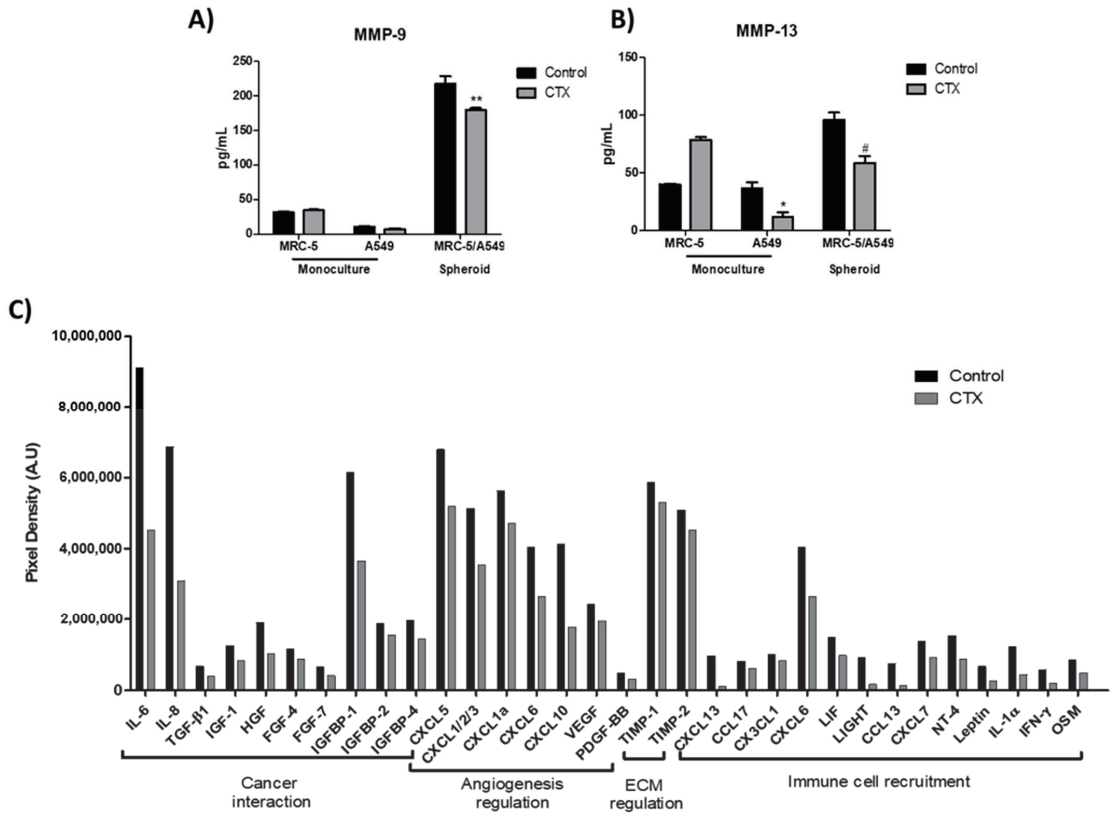 A)
MMP-9
250
200
150
100
50
0
pg/mL
Control
CTX
**
MRC-5 A549 MRC-5/A549
Monoculture Spheroid
B)
MMP-13
150
100
50
0
pg/mL
Control
CTX
*
#
MRC-5 A549 MRC-5/A549
Monoculture Spheroid
C)
10,000,000
8,000,000
6,000,000
4,000,000
2,000,000
0
Pixel Density (A.U)
Control
CTX
IL-6
IL-8
TGF-β1
IGF-1
HGF
FGF-4
FGF-7
IGFBP-1
IGFBP-2
IGFBP-4
CXCL5
CXCL1/2/3
CXCL1a
CXCL6
CXCL10
VEGF
PDGF-BB
TIMP-1
TIMP-2
CXCL13
CCL17
CX3CL1
CXCL6
LIF
LIGHT
CCL13
CXCL7
NT-4
Leptin
IL-1α
IFN-γ
OSM
Cancer
interaction
Angiogenesis
regulation
ECM
regulation
Immune cell recruitment